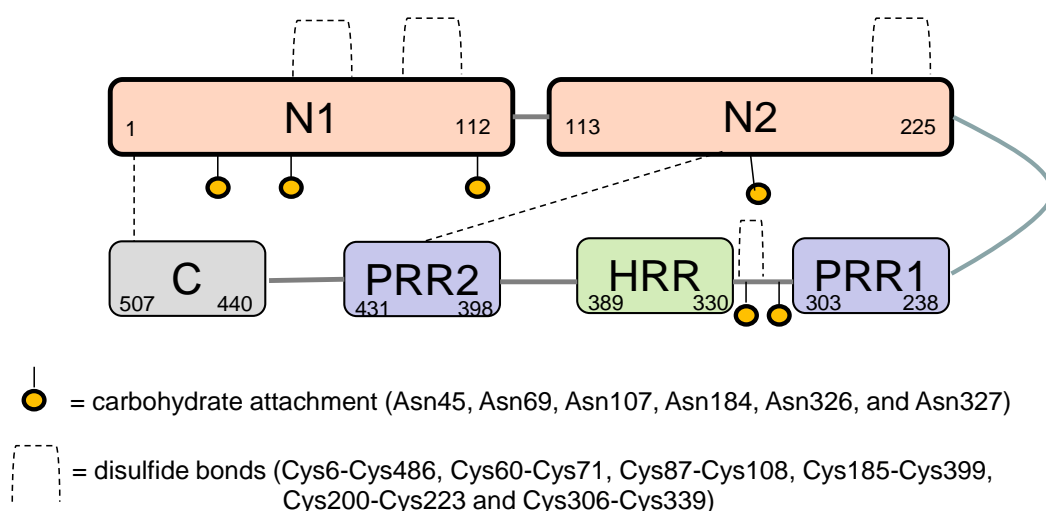 N1
1 112
N2
113 225
C
507 440
PRR2
431 398
HRR
389 330
PRR1
303 238
= carbohydrate attachment (Asn45, Asn69, Asn107, Asn184, Asn326, and Asn327)
= disulfide bonds (Cys6-Cys486, Cys60-Cys71, Cys87-Cys108, Cys185-Cys399,
Cys200-Cys223 and Cys306-Cys339)